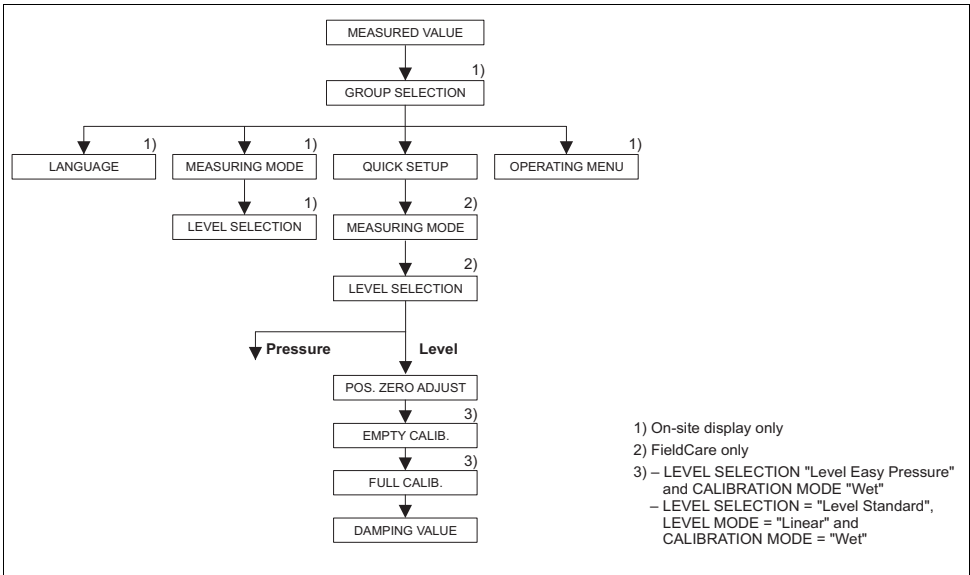 MEASURED VALUE
1)
GROUP SELECTION
1) 1) 1)
LANGUAGE MEASURING MODE QUICK SETUP OPERATING MENU
1) 2)
LEVEL SELECTION MEASURING MODE
2)
LEVEL SELECTION
Pressure Level
POS. ZERO ADJUST
3)
EMPTY CALIB.
3)
FULL CALIB.
DAMPING VALUE
1) On-site display only
2) FieldCare only
3) – LEVEL SELECTION "Level Easy Pressure"
and CALIBRATION MODE "Wet"
– LEVEL SELECTION = "Level Standard",
LEVEL MODE = "Linear" and
CALIBRATION MODE = "Wet"